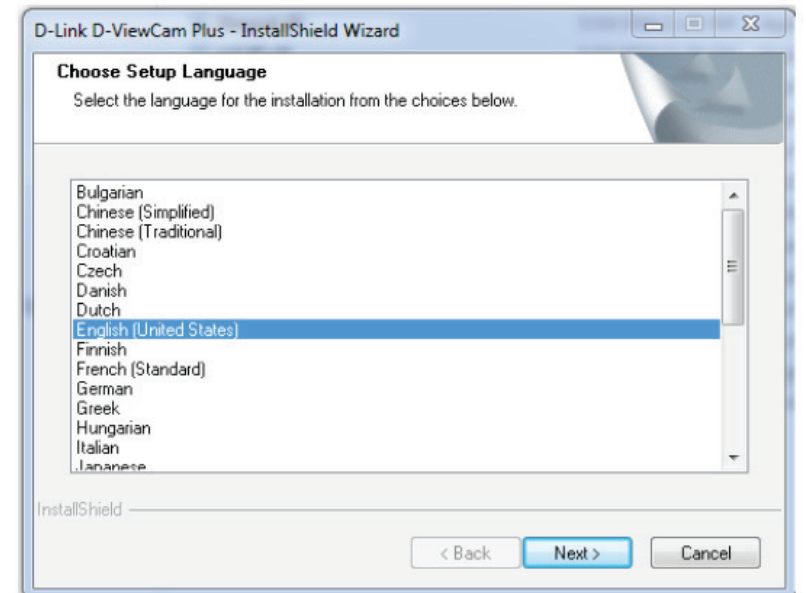 D-Link D-ViewCam Plus - InstallShield Wizard
Choose Setup Language
Select the language for the installation from the choices below.
Bulgarian
Chinese (Simplified)
Chinese (Traditional)
Croatian
Czech
Danish
Dutch
English (United States)
Finnish
French (Standard)
German
Greek
Hungarian
Italian
Japanese
InstallShield
< Back Next > Cancel